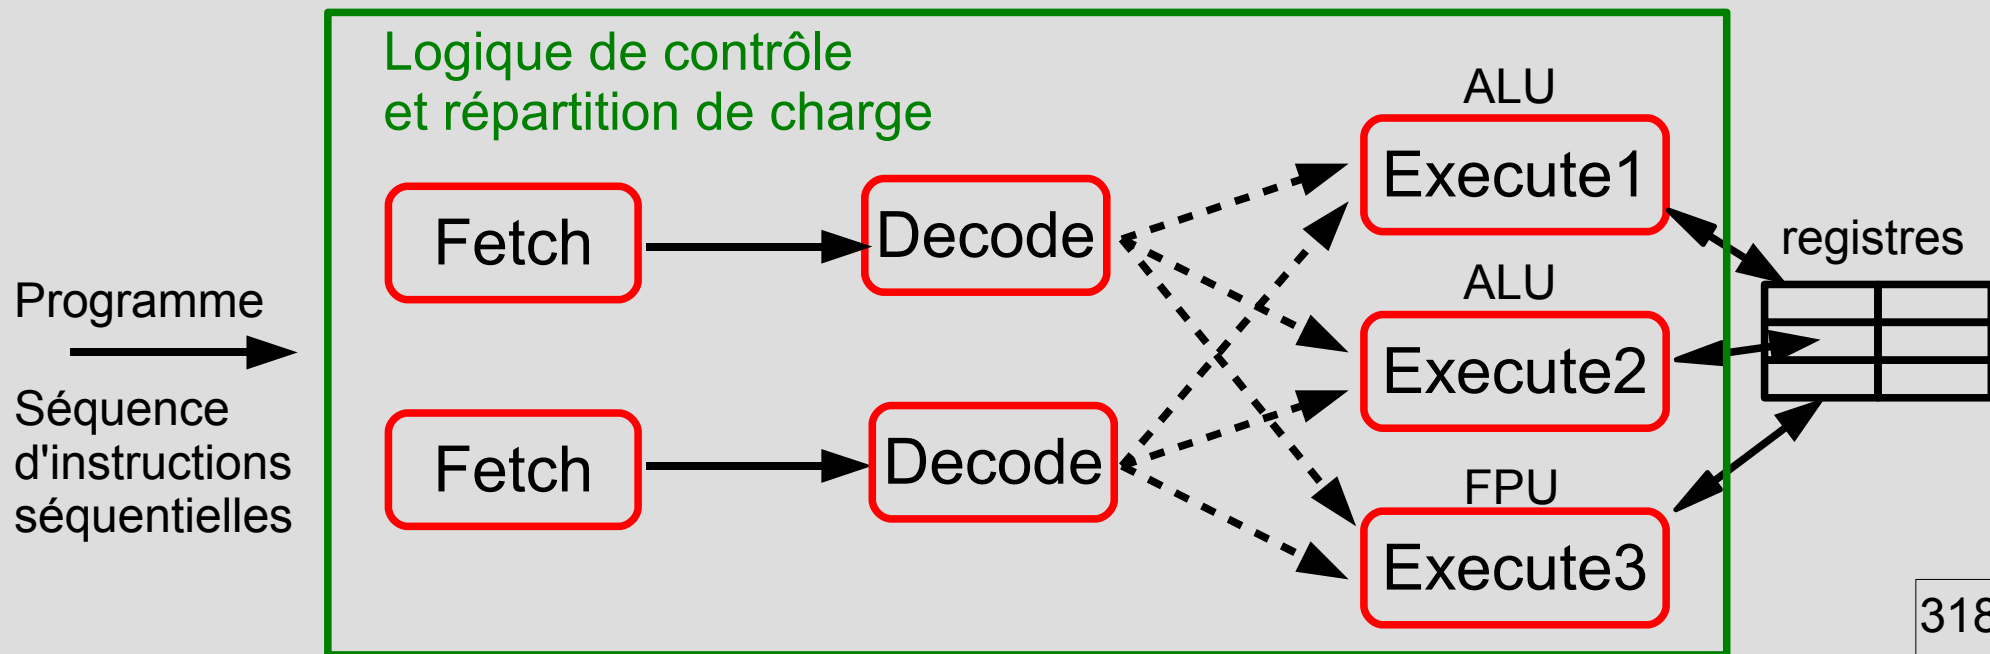 Logique de contrôle
et répartition de charge
ALU
Execute1
Fetch
Decode
registres
Programme
ALU
Execute2
Séquence
d'instructions
séquentielles
Fetch
Decode
FPU
Execute3
318